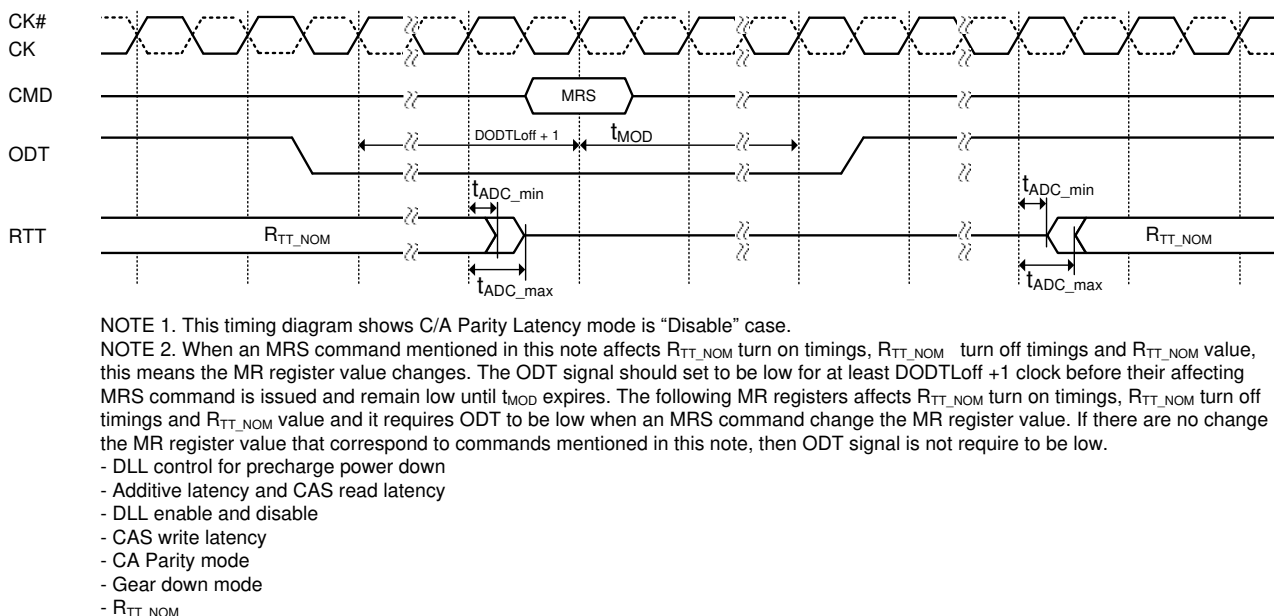 CK#
CK
CMD
MRS
ODT
DODTLoff + 1
tMOD
tADC_min
tADC_min
RTT
RTT_NOM
RTT_NOM
tADC_max
tADC_max
NOTE 1. This timing diagram shows C/A Parity Latency mode is “Disable” case.
NOTE 2. When an MRS command mentioned in this note affects RTT_NOM turn on timings, RTT_NOM turn off timings and RTT_NOM value,
this means the MR register value changes. The ODT signal should set to be low for at least DODTLoff +1 clock before their affecting
MRS command is issued and remain low until tMOD expires. The following MR registers affects RTT_NOM turn on timings, RTT_NOM turn off
timings and RTT_NOM value and it requires ODT to be low when an MRS command change the MR register value. If there are no change
the MR register value that correspond to commands mentioned in this note, then ODT signal is not require to be low.
- DLL control for precharge power down
- Additive latency and CAS read latency
- DLL enable and disable
- CAS write latency
- CA Parity mode
- Gear down mode
- RTT_NOM